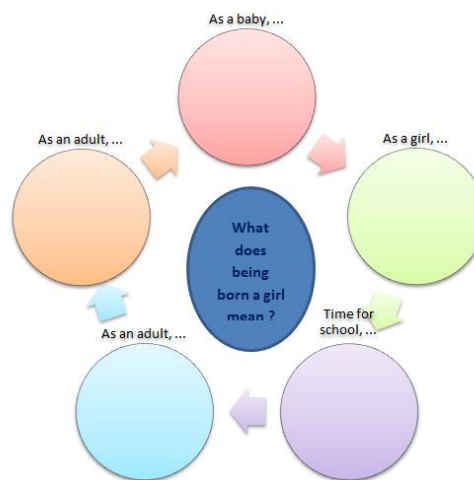 As a baby, ...
As a girl, ...
Time for
school, ...
As an adult, ...
As an adult, ...
What
does
being
born a girl
mean ?